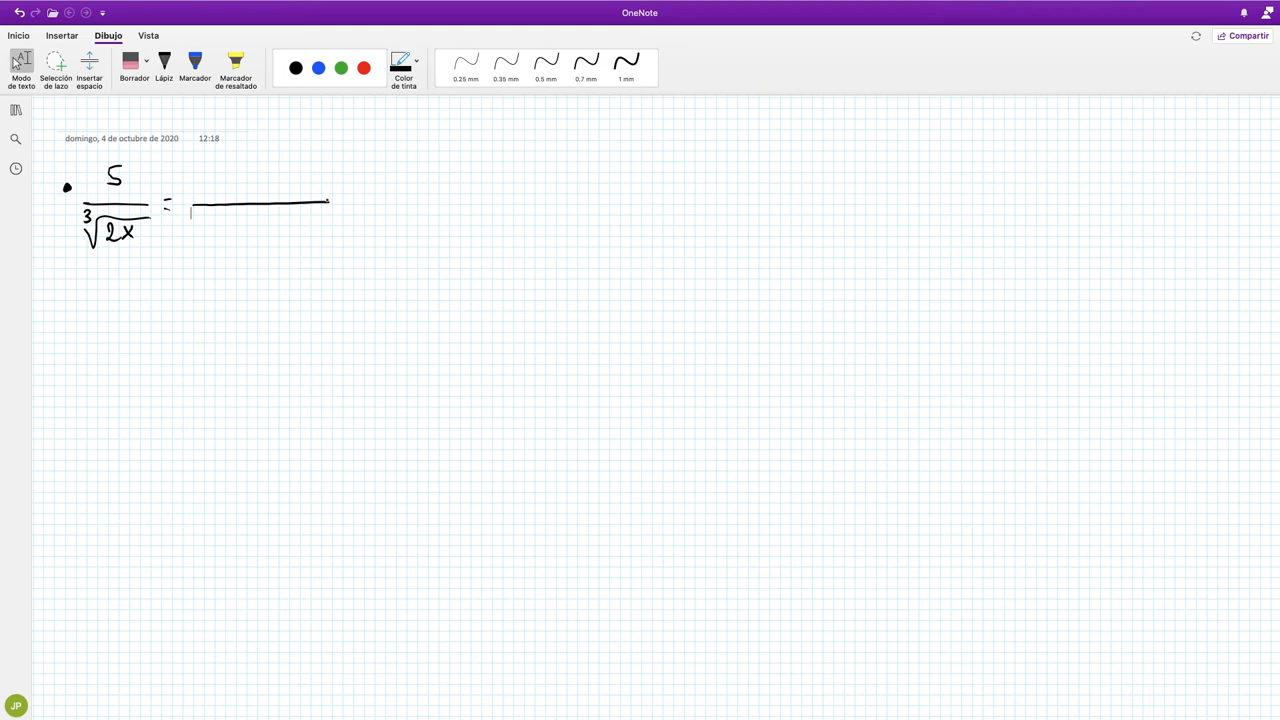 OneNote
Inicio Insertar Dibujo Vista Compartir
Modo de texto Selección de lazo Insertar espacio Borrador Lápiz Marcador Marcador de resaltado Color de tinta 0.25 mm 0.35 mm 0.5 mm 0.7 mm 1 mm
domingo, 4 de octubre de 2020 12:18
5
=
3√2x
JP